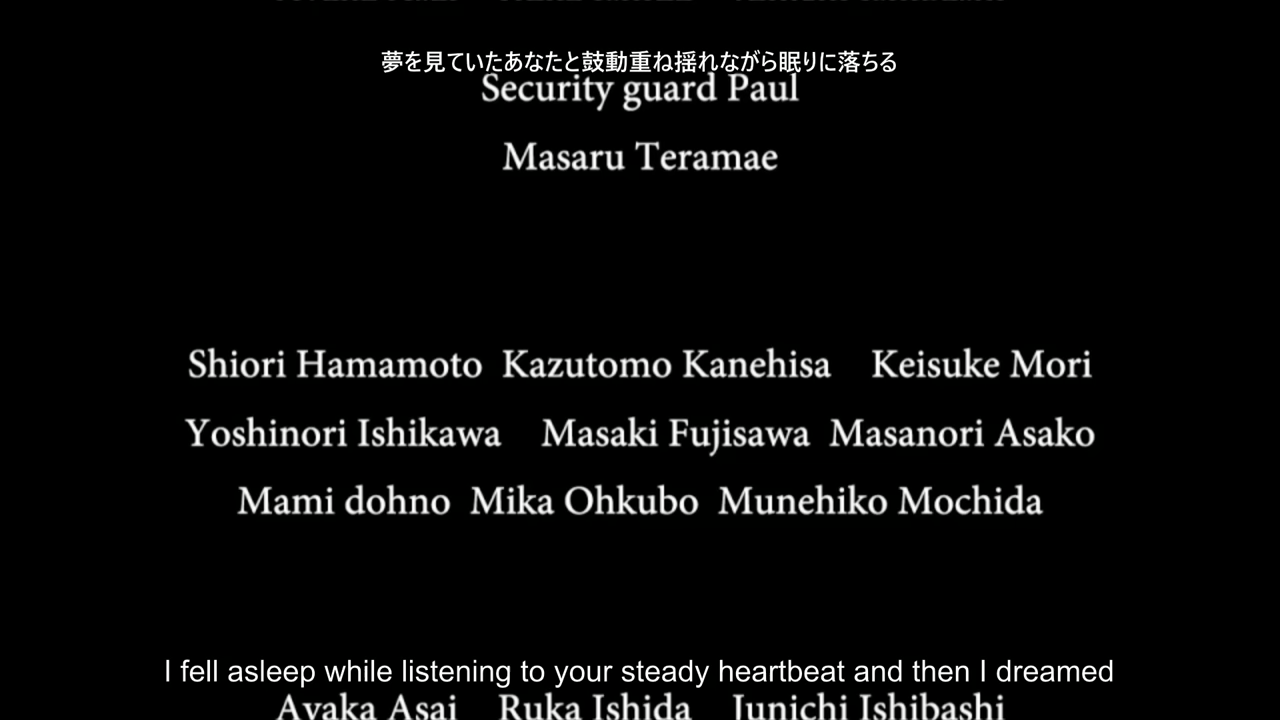 夢を見ていたあなたと鼓動重ね揺れながら眠りに落ちる
Security guard Paul
Masaru Teramae
Shiori Hamamoto Kazutomo Kanehisa Keisuke Mori
Yoshinori Ishikawa Masaki Fujisawa Masanori Asako
Mami dohno Mika Ohkubo Munehiko Mochida
I fell asleep while listening to your steady heartbeat and then I dreamed
Ayaka Asai Ruka Ishida Junichi Ishibashi